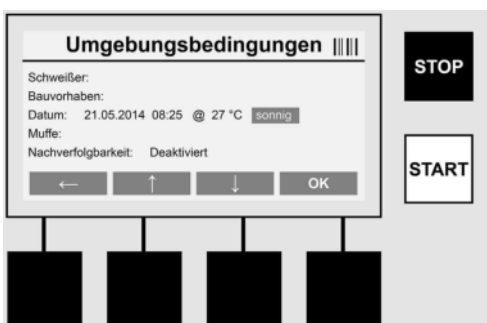 Umgebungsbedingungen
Schweißer:
Bauvorhaben:
Datum: 21.05.2014 08:25 @ 27 °C sonnig
Muffe:
Nachverfolgbarkeit: Deaktiviert
← ↑ ↓ OK
STOP
START